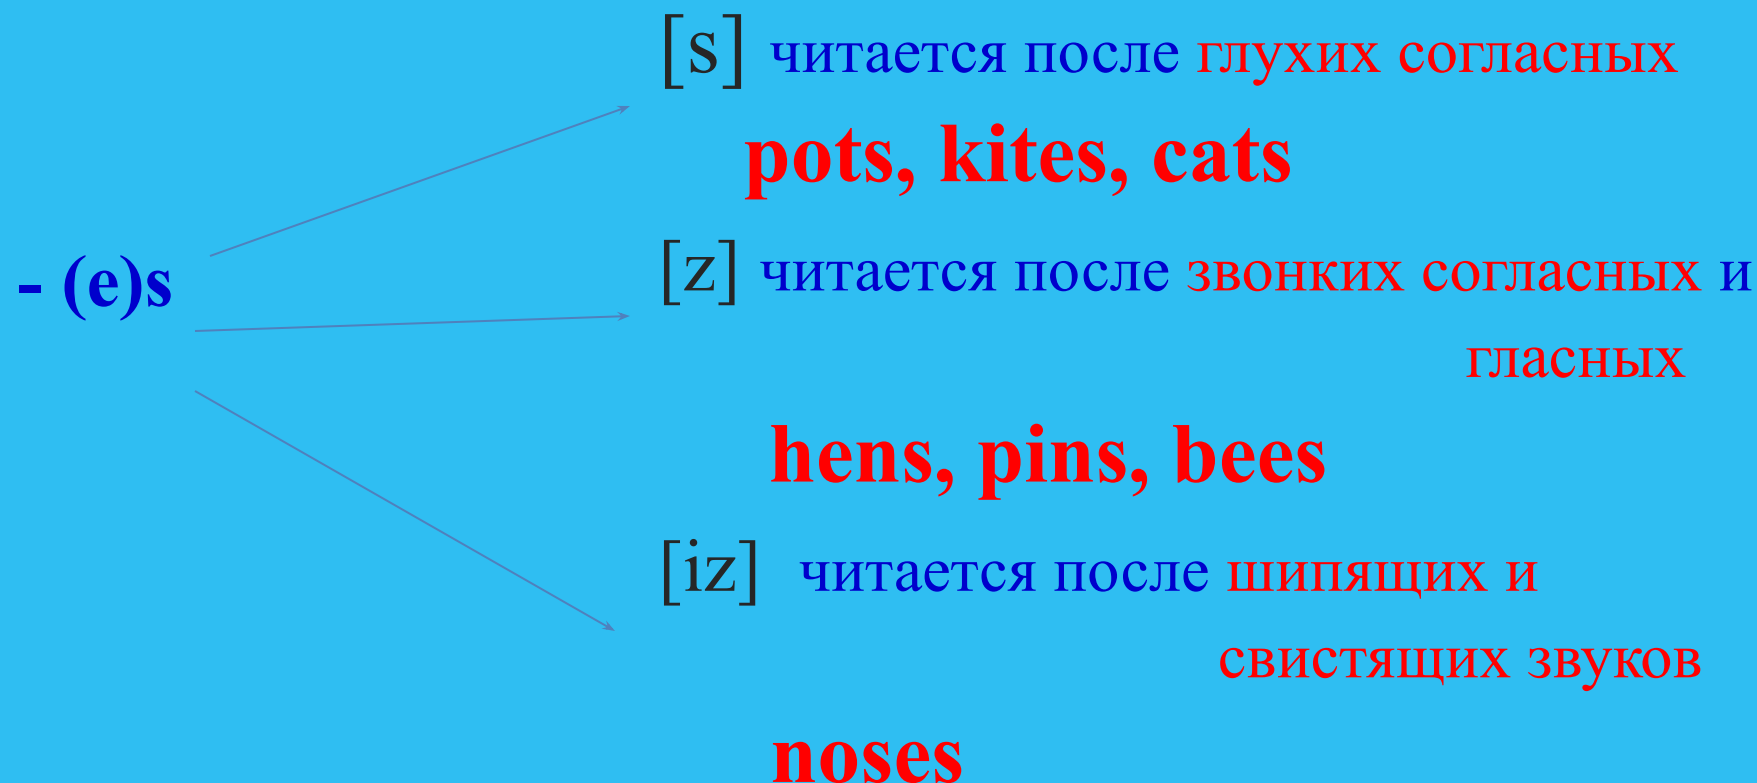 [s] читается после глухих согласных
pots, kites, cats
- (e)s
[z] читается после звонких согласных и
гласных
hens, pins, bees
[iz] читается после шипящих и
свистящих звуков
noses